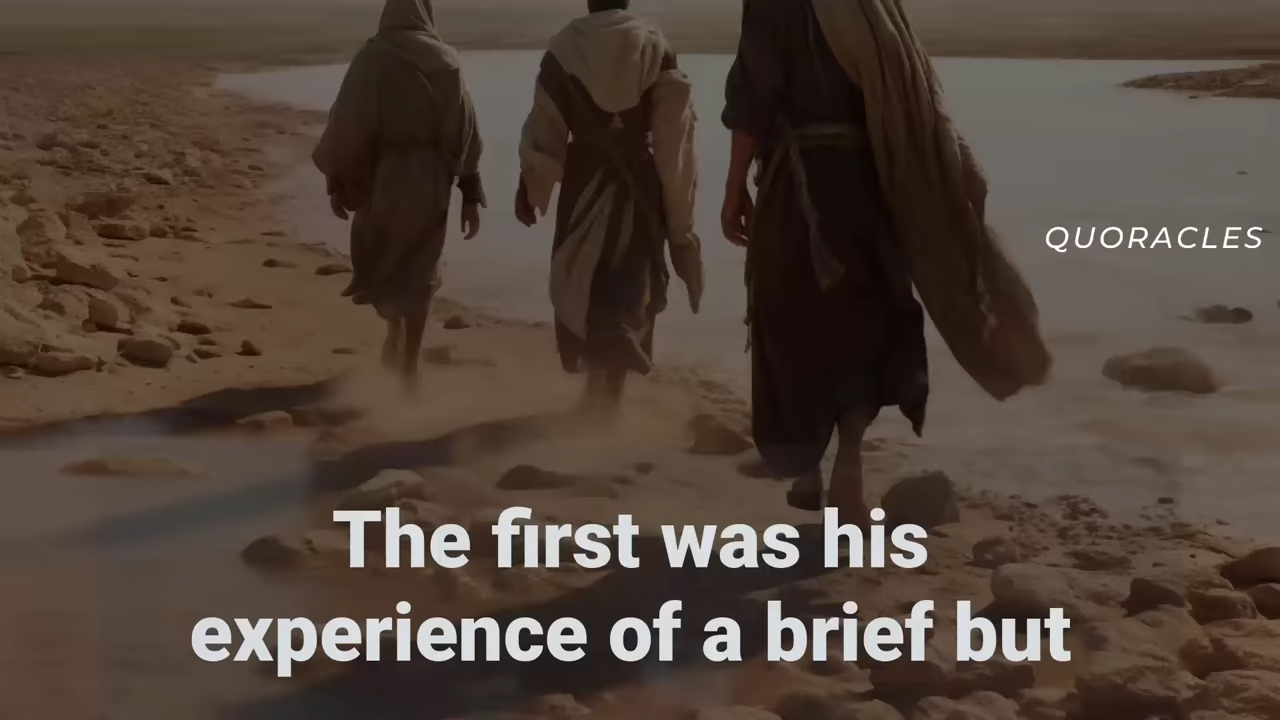 QUORACLES
The first was his
experience of a brief but